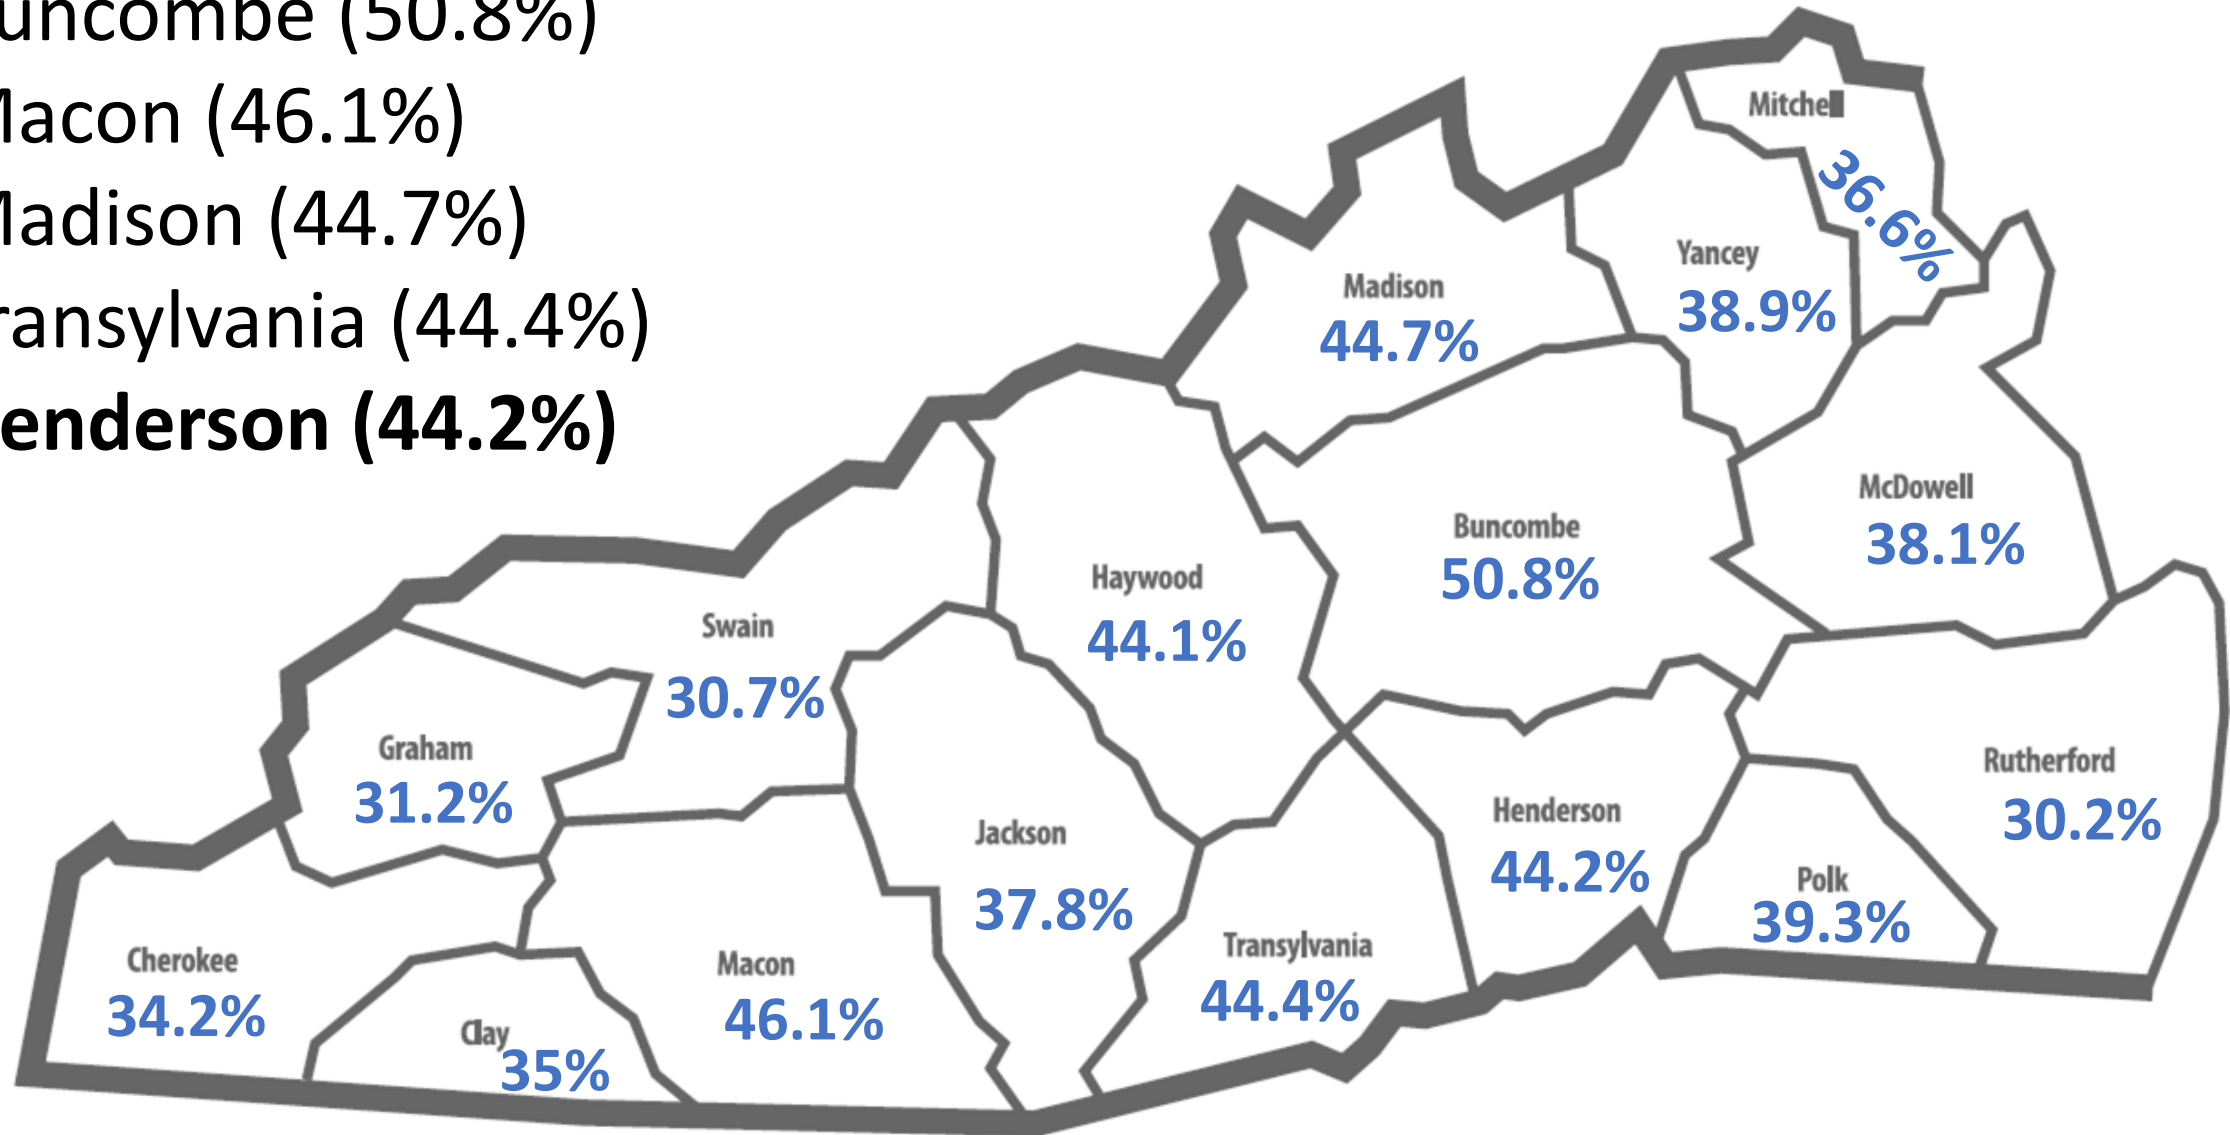 uncombe (50.8%)
Macon (46.1%)
Madison (44.7%)
ransylvania (44.4%)
enderson (44.2%)
Mitchell
36.6%
Yancey
38.9%
Madison
44.7%
McDowell
38.1%
Buncombe
50.8%
Haywood
44.1%
Swain
30.7%
Graham
31.2%
Rutherford
30.2%
Henderson
44.2%
Jackson
37.8%
Polk
39.3%
Transylvania
44.4%
Cherokee
34.2%
Macon
46.1%
Clay
35%